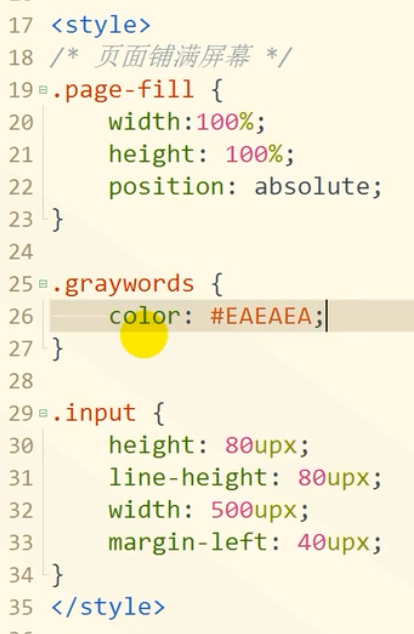 17 <style>
18 /* 页面铺满屏幕 */
19 .page-fill {
20 width:100%;
21 height: 100%;
22 position: absolute;
23 }
24
25 .graywords {
26 color: #EAEAEA;
27 }
28
29 .input {
30 height: 80upx;
31 line-height: 80upx;
32 width: 500upx;
33 margin-left: 40upx;
34 }
35 </style>